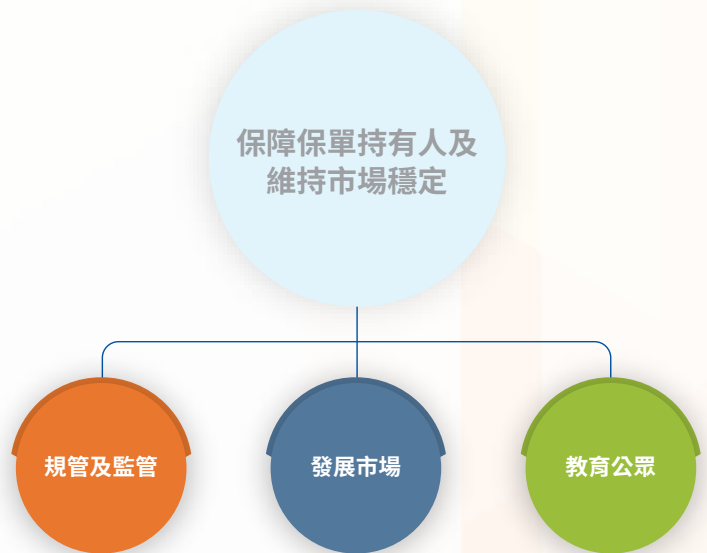 保障保單持有人及
維持市場穩定
規管及監管
發展市場
教育公眾